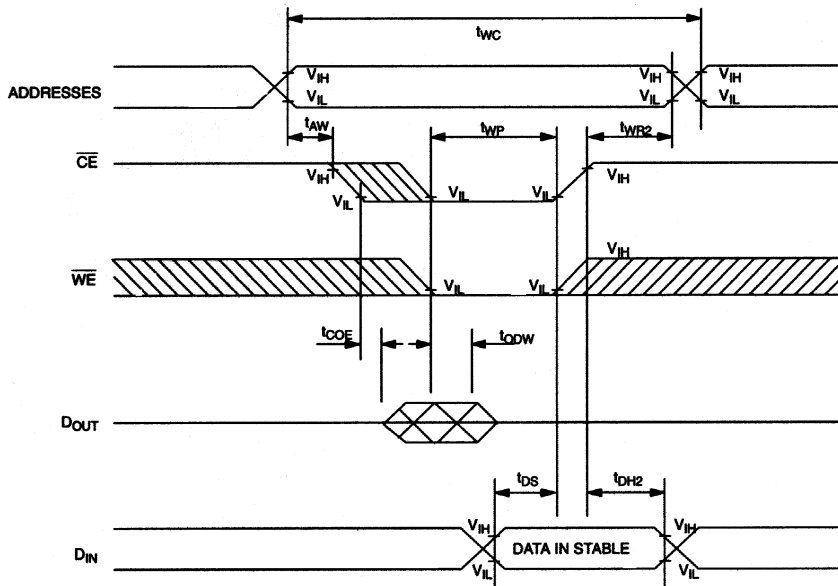 tWC
VIH VIH VIH
ADDRESSES
VIL VIL VIL
tAW tWP tWR2
CE
VIH VIH
VIL VIL VIL
VIH
WE
VIL VIL
tCOE tODW
DOUT
tDS tDH2
VIH VIH
DIN DATA IN STABLE
VIL VIL